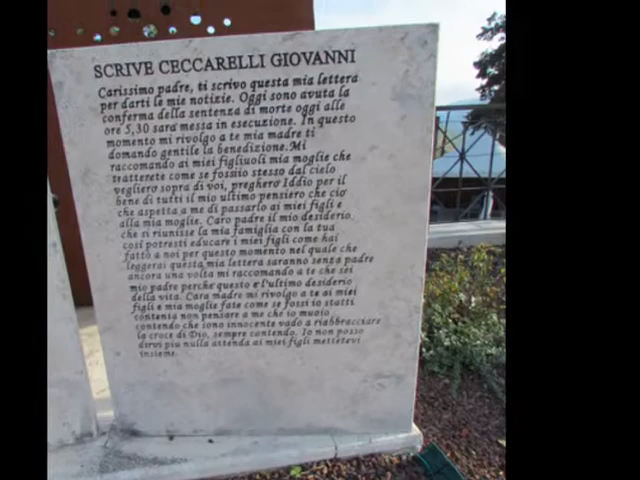 SCRIVE CECCARELLI GIOVANNI
Carissimo padre, ti scrivo questa mia lettera
per darti le mie notizie. Oggi sono avuta la
conferma della sentenza di morte oggi alle
ore 5,30 sara' messa in esecuzione. In questo
momento mi rivolgo a te mia madre ti
domando gentile la benedizione. Mi
raccomando ai miei figliuoli mia moglie che
tratterete come se fossiio stesso dal cielo
vegliero' sopra di voi, preghero' Iddio per il
bene di tutti il mio ultimo pensiero che cio'
che aspetta a me di passarlo ai miei figli e
alla mia moglie. Caro padre il mio desiderio
che si riunisse la mia famiglia con la tua
cosi potresti educare i miei figli come hai
fatto a noi per questo momento nel quale che
leggerai questa mia lettera saranno senza padre
ancora una volta mi raccomando a te che sei
mio padre perche questo e' l'ultimo desiderio
della vita. Cara madre mi rivolgo a te ai miei
figli e mia moglie fate come se fossi io statti
contenta non pensare a me che io muoio
contendo che sono innocente vado a riabbracciare
la croce di Dio, sempre contendo. Io non posso
dirvi piu nulla attenda ai miei figli mettetevi
insieme.